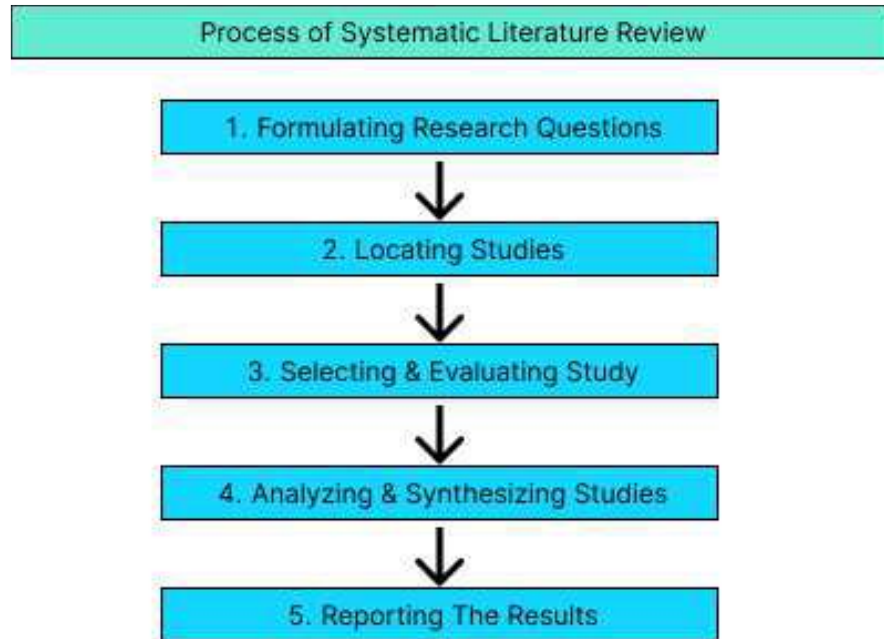 Process of Systematic Literature Review
1. Formulating Research Questions
2. Locating Studies
3. Selecting & Evaluating Study
4. Analyzing & Synthesizing Studies
5. Reporting The Results